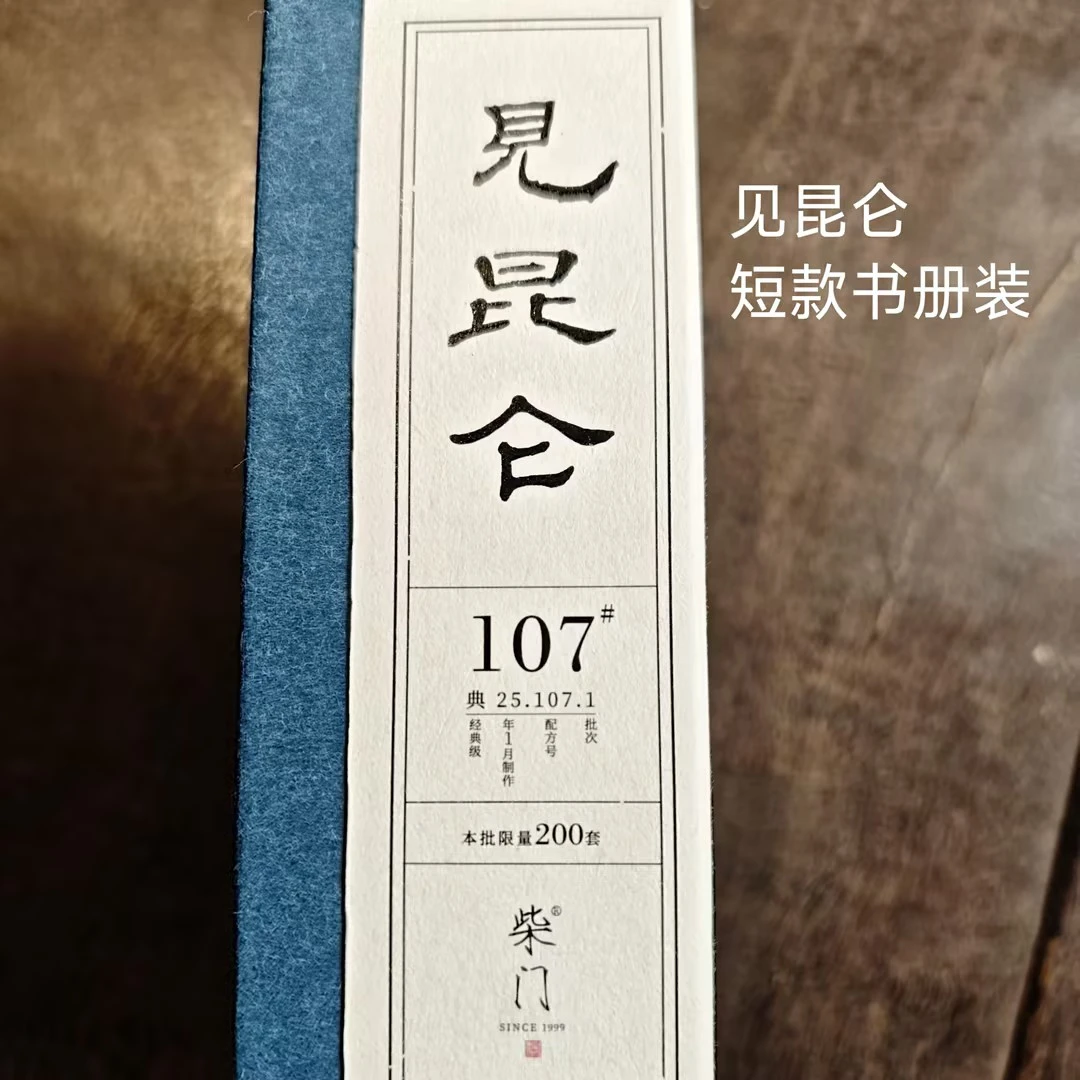 見昆仑
107#
典 25.107.1
经典级
年1月制作
配方号
批次
本批限量200套
柴门®
SINCE 1999
见昆仑
短款书册装